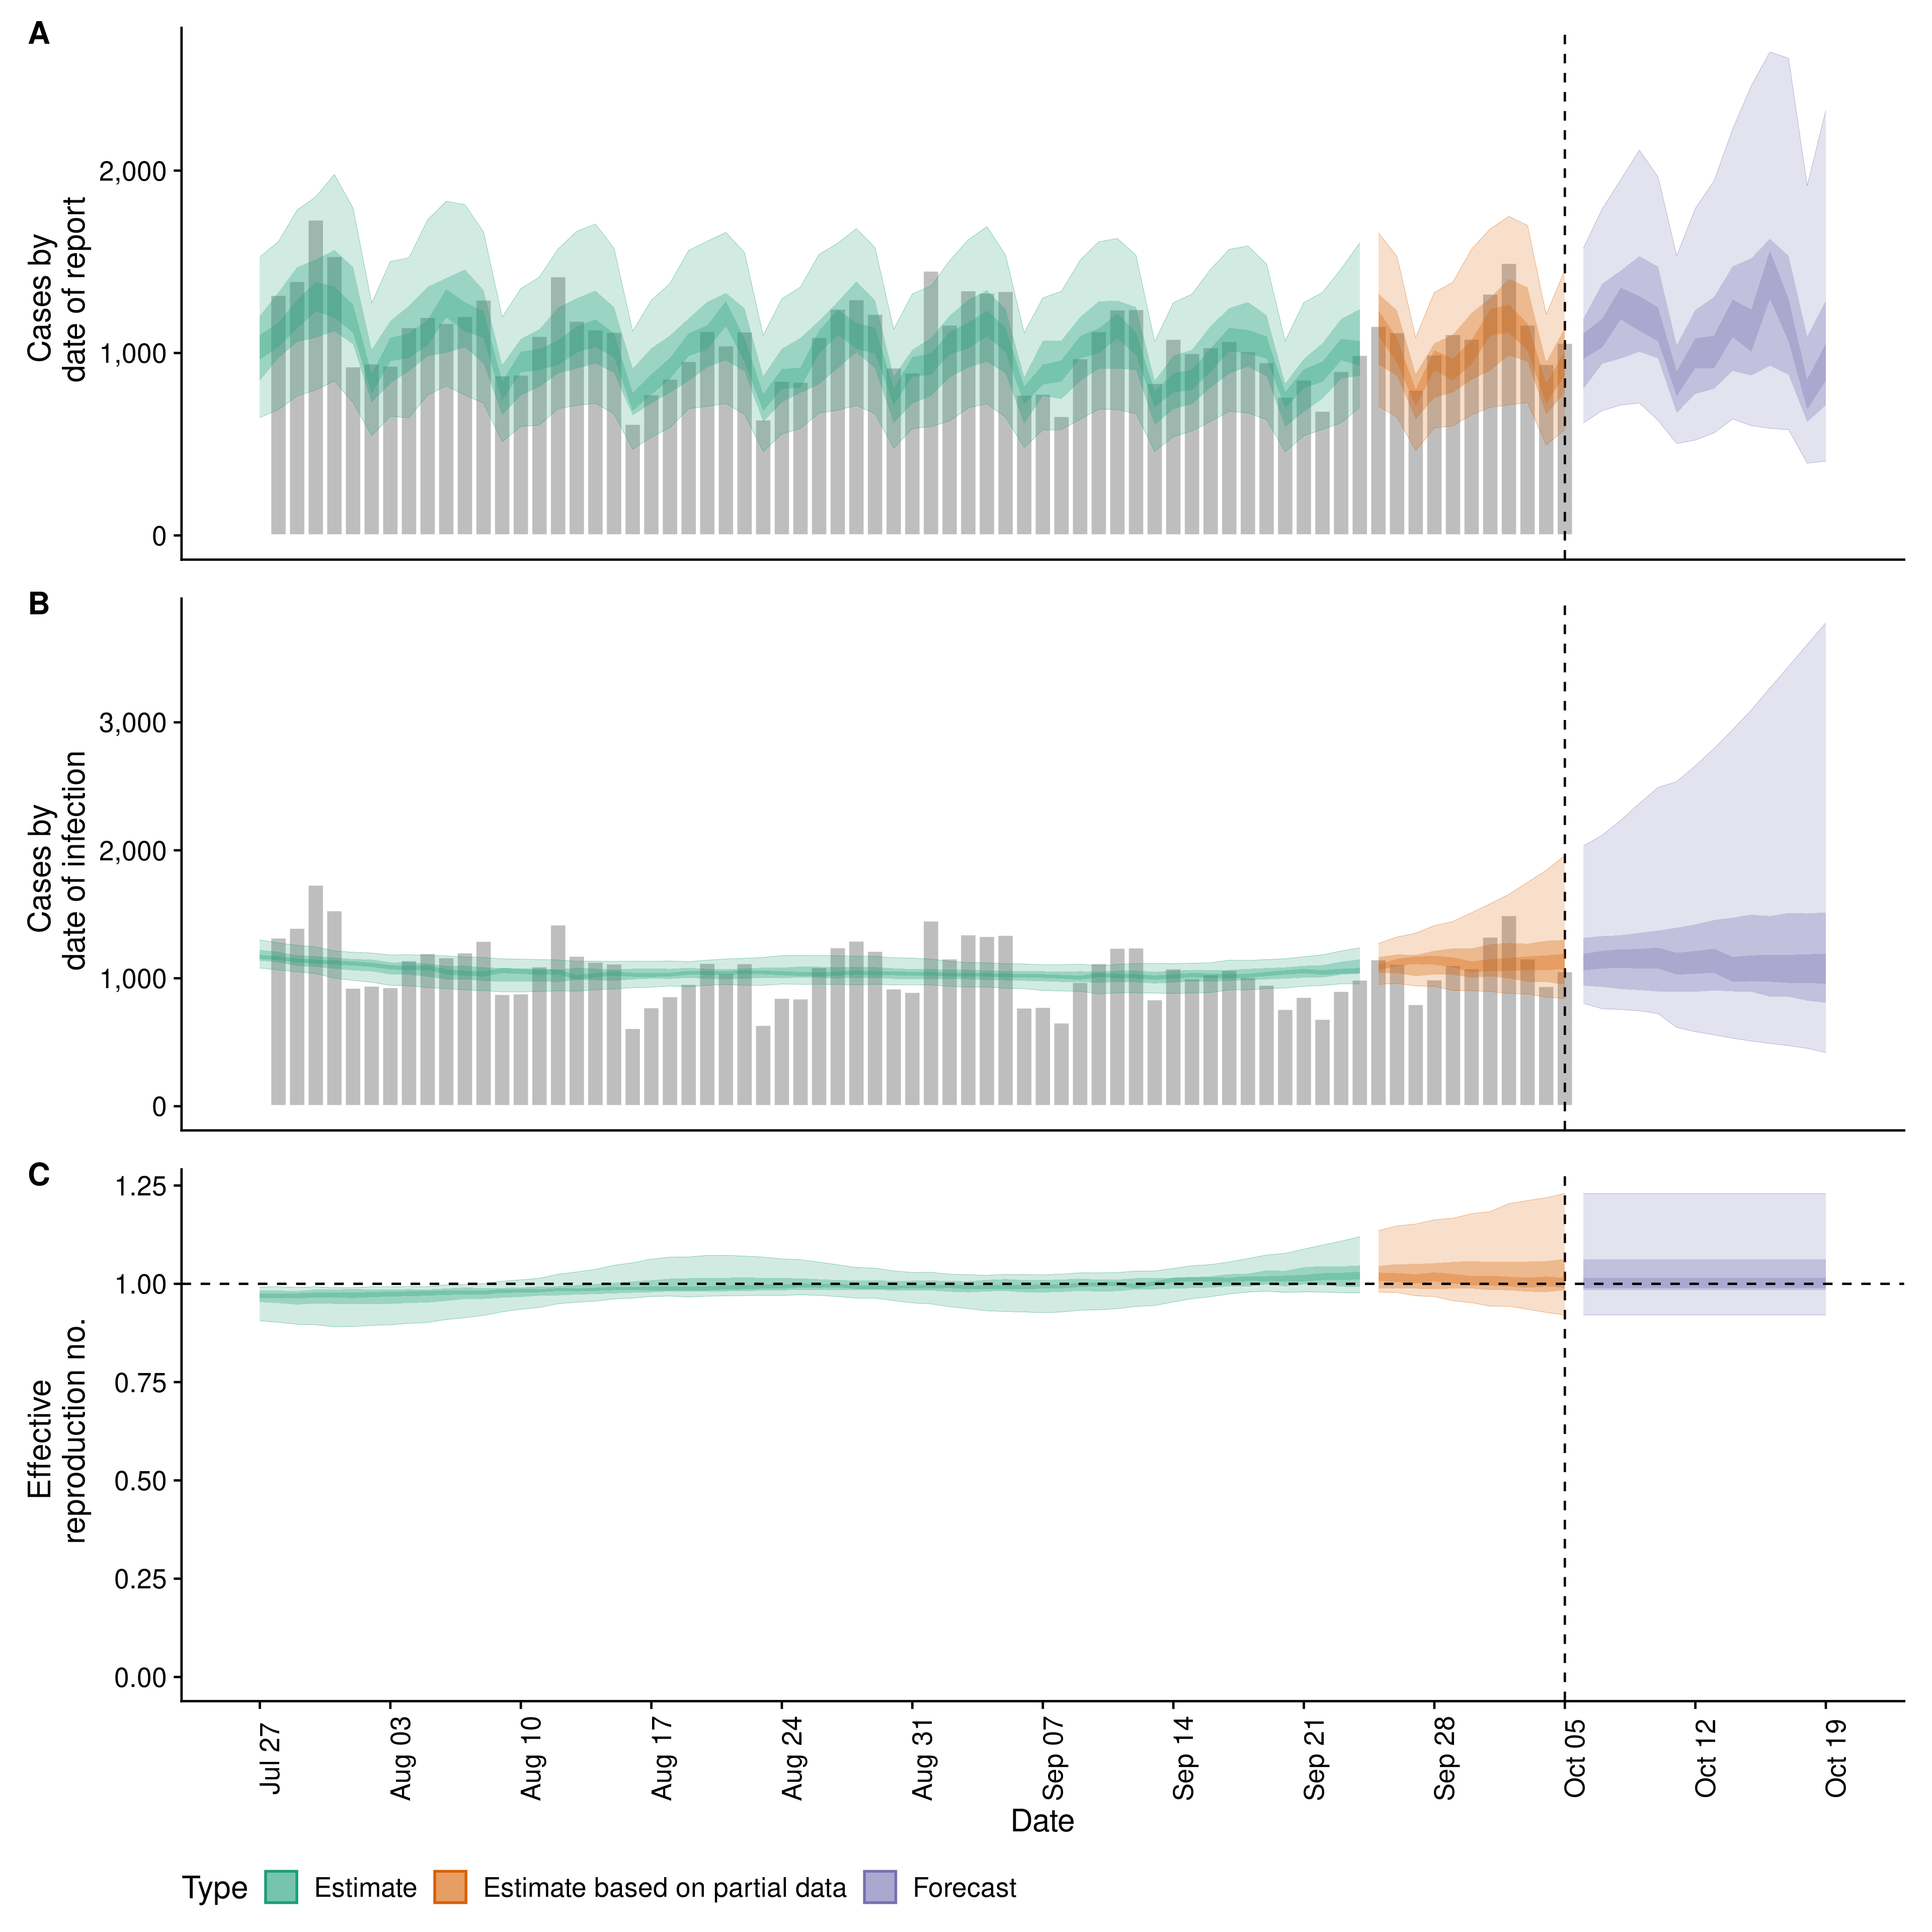 A
Cases by
date of report
2,000
1,000
0
B
Cases by
date of infection
3,000
2,000
1,000
0
C
Effective
reproduction no.
1.25
1.00
0.75
0.50
0.25
0.00
Jul 27
Aug 03
Aug 10
Aug 17
Aug 24
Aug 31
Sep 07
Sep 14
Sep 21
Sep 28
Oct 05
Oct 12
Oct 19
Date
Type Estimate Estimate based on partial data Forecast